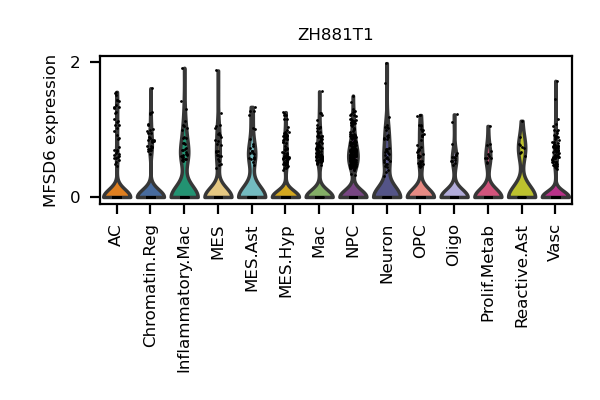 ZH881T1
MFSD6 expression
2
0
AC
Chromatin.Reg
Inflammatory.Mac
MES
MES.Ast
MES.Hyp
Mac
NPC
Neuron
OPC
Oligo
Prolif.Metab
Reactive.Ast
Vasc